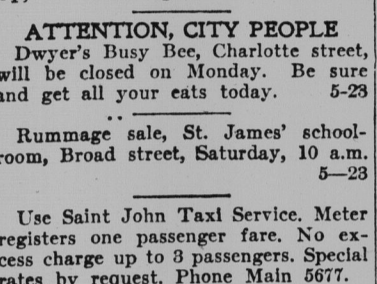 ATTENTION, CITY PEOPLE
Dwyer's Busy Bee, Charlotte street,
will be closed on Monday. Be sure
and get all your eats today. 5-23
Rummage sale, St. James' school-
room, Broad street, Saturday, 10 a.m.
5—23
Use Saint John Taxi Service. Meter
registers one passenger fare. No ex-
cess charge up to 3 passengers. Special
rates by request. Phone Main 5677.